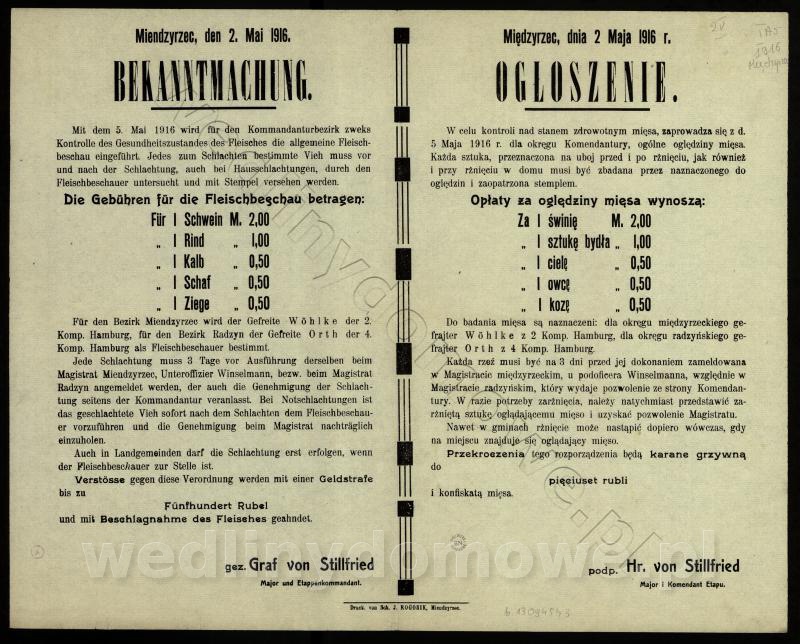 Miendzyrzec, den 2. Mai 1916.
BEKANNTMACHUNG.
Mit dem 5. Mai 1916 wird für den Kommandanturbezirk zweks
Kontrolle des Gesundheitszustandes des Fleisches die allgemeine Fleisch-
beschau eingeführt. Jedes zum Schlachten bestimmte Vieh muss vor
und nach der Schlachtung, auch bei Hausschlachtungen, durch den
Fleischbeschauer untersucht und mit Stempel versehen werden.
Die Gebühren für die Fleischbeschau betragen:
Für 1 Schwein M. 2,00
„ 1 Rind „ 1,00
„ 1 Kalb „ 0,50
„ 1 Schaf „ 0,50
„ 1 Ziege „ 0,50
Für den Bezirk Miendzyrzec wird der Gefreite Wöhlke der 2.
Komp. Hamburg, für den Bezirk Radzyn der Gefreite Orth der 4.
Komp. Hamburg als Fleischbeschauer bestimmt.
Jede Schlachtung muss 3 Tage vor Ausführung derselben beim
Magistrat Miendzyrzec, Unteroffizier Winselmann, bezw. beim Magistrat
Radzyn angemeldet werden, der auch die Genehmigung der Schlach-
tung seitens der Kommandantur veranlasst. Bei Notschlachtungen ist
das geschlachtete Vieh sofort nach dem Schlachten dem Fleischbeschau-
er vorzuführen und die Genehmigung beim Magistrat nachträglich
einzuholen.
Auch in Landgemeinden darf die Schlachtung erst erfolgen, wenn
der Fleischbeschauer zur Stelle ist.
Verstösse gegen diese Verordnung werden mit einer Geldstrafe
bis zu
Fünfhundert Rubel
und mit Beschlagnahme des Fleisches geahndet.
gez. Graf von Stillfried
Major und Etappenkommandant.
Międzyrzec, dnia 2 Maja 1916 r.
OGŁOSZENIE.
W celu kontroli nad stanem zdrowotnym mięsa, zaprowadza się z d.
5 Maja 1916 r. dla okręgu Komendantury, ogólne oględziny mięsa.
Każda sztuka, przeznaczona na ubój przed i po rżnięciu, jak również
i przy rżnięciu w domu musi być zbadana przez naznaczonego do
oględzin i zaopatrzona stemplem.
Opłaty za oględziny mięsa wynoszą:
Za 1 świnię M. 2,00
„ 1 sztukę bydła „ 1,00
„ 1 cielę „ 0,50
„ 1 owcę „ 0,50
„ 1 kozę „ 0,50
Do badania mięsa są naznaczeni: dla okręgu międzyrzeckiego ge-
frajter Wöhlke z 2 Komp. Hamburg, dla okręgu radzyńskiego ge-
frajter Orth z 4 Komp. Hamburg.
Każda rzeź musi być na 3 dni przed jej dokonaniem zameldowana
w Magistracie międzyrzeckim, u podoficera Winselmanna, względnie w
Magistracie radzyńskim, który wydaje pozwolenie ze strony Komendan-
tury. W razie potrzeby zarżnięcia, należy natychmiast przedstawić za-
rżniętą sztukę oglądającemu mięso i uzyskać pozwolenie Magistratu.
Nawet w gminach rżnięcie może nastąpić dopiero wówczas, gdy
na miejscu znajduje się oglądający mięso.
Przekroczenia tego rozporządzenia będą karane grzywną
do
pięciuset rubli
i konfiskatą mięsa.
podp. Hr. von Stillfried
Major i Komendant Etapu.
Druck. von Sch. J. ROGOSIK, Miendzyrzec.
wedlinydomowe.pl
wedlinydomowe.pl
1916
BN